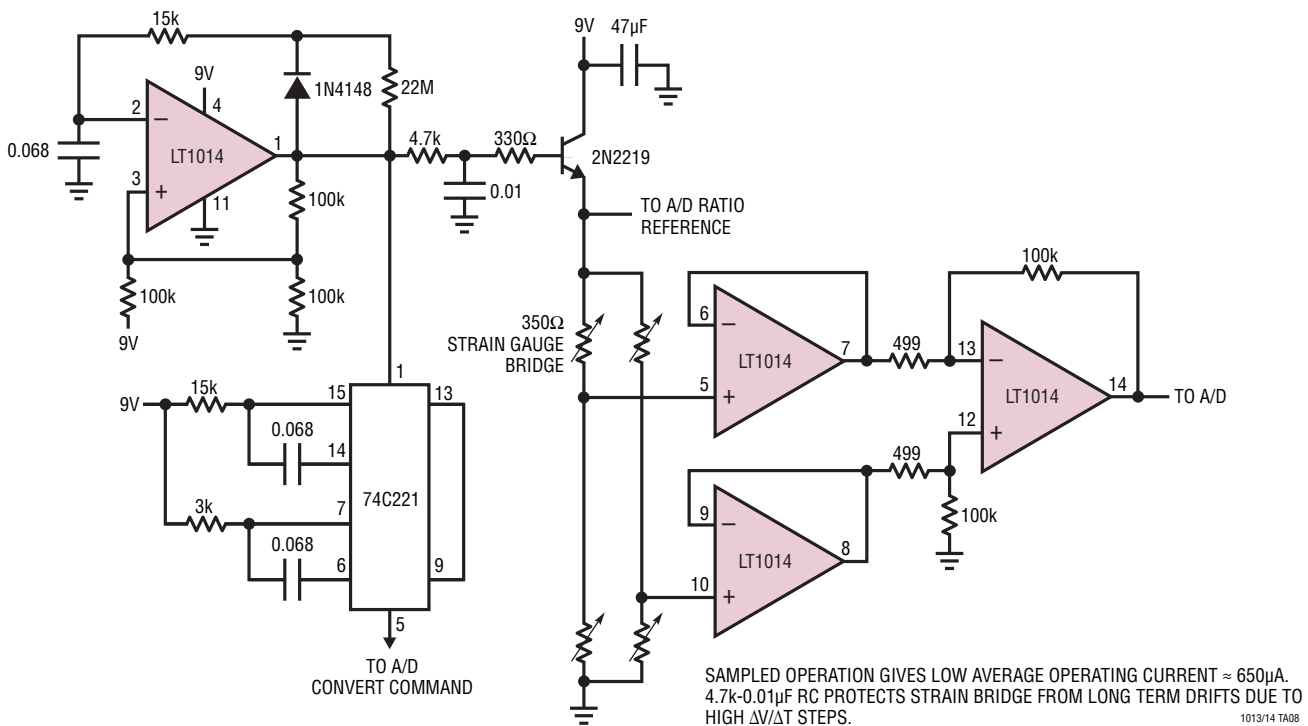 15k
9V
47µF
1N4148
22M
9V
2
4
0.068
LT1014
1
4.7k
330Ω
2N2219
3
11
100k
0.01
TO A/D RATIO
REFERENCE
100k
100k
9V
350Ω
STRAIN GAUGE
BRIDGE
6
LT1014
7
499
5
100k
13
LT1014
14
TO A/D
12
499
100k
9
LT1014
8
10
1
15k
15
13
9V
0.068
14
3k
7
74C221
0.068
6
9
5
TO A/D
CONVERT COMMAND
SAMPLED OPERATION GIVES LOW AVERAGE OPERATING CURRENT ≈ 650µA.
4.7k-0.01µF RC PROTECTS STRAIN BRIDGE FROM LONG TERM DRIFTS DUE TO
HIGH ∆V/∆T STEPS.
1013/14 TA08